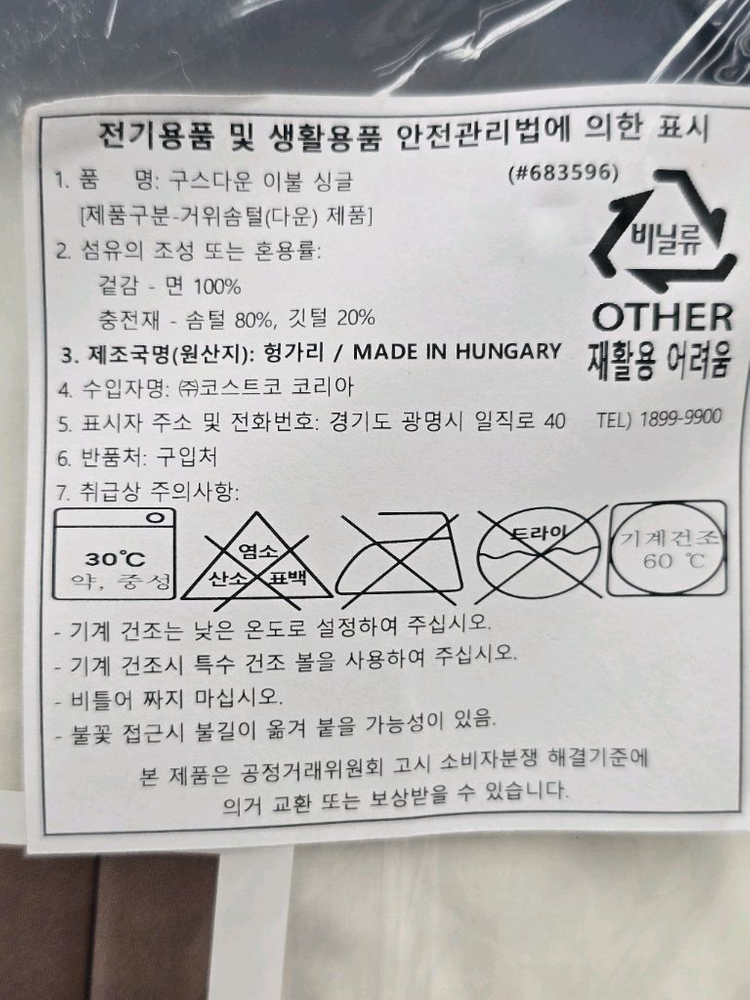 전기용품 및 생활용품 안전관리법에 의한 표시
1. 품 명: 구스다운 이불 싱글 (#683596)
[제품구분-거위솜털(다운) 제품]
비닐류
OTHER
재활용 어려움
2. 섬유의 조성 또는 혼용률:
겉감 - 면 100%
충전재 - 솜털 80%, 깃털 20%
3. 제조국명(원산지): 헝가리 / MADE IN HUNGARY
4. 수입자명: ㈜코스트코 코리아
5. 표시자 주소 및 전화번호: 경기도 광명시 일직로 40 TEL) 1899-9900
6. 반품처: 구입처
7. 취급상 주의사항:
30℃
약, 중성
염소
산소 표백
드라이
기계건조
60 ℃
- 기계 건조는 낮은 온도로 설정하여 주십시오.
- 기계 건조시 특수 건조 볼을 사용하여 주십시오.
- 비틀어 짜지 마십시오.
- 불꽃 접근시 불길이 옮겨 붙을 가능성이 있음.
본 제품은 공정거래위원회 고시 소비자분쟁 해결기준에
의거 교환 또는 보상받을 수 있습니다.